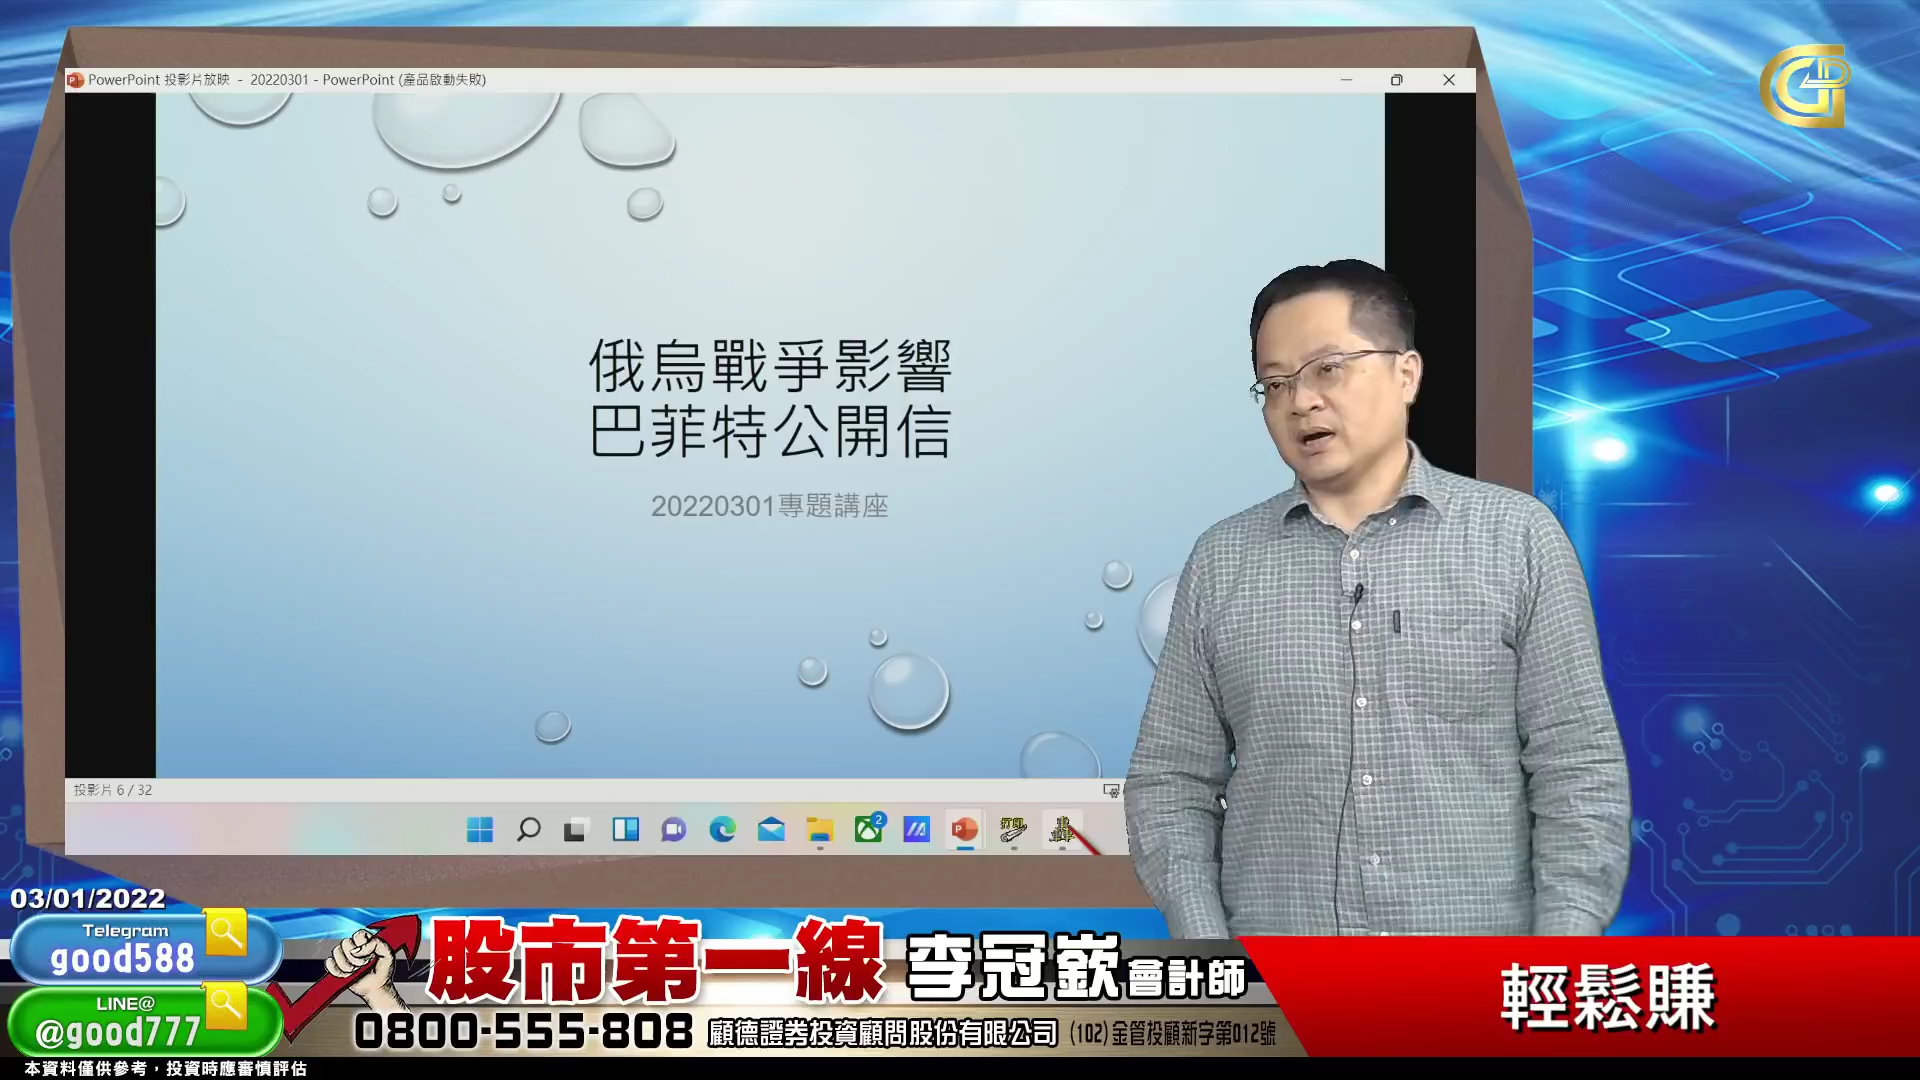 PowerPoint 投影片放映 - 20220301 - PowerPoint (產品啟動失敗)
俄烏戰爭影響
巴菲特公開信
20220301專題講座
投影片 6 / 32
2
打印
03/01/2022
Telegram
good588
LINE@
@good777
股市第一線 李冠嶔會計師
0800-555-808 顧德證券投資顧問股份有限公司 (102)金管投顧新字第012號
輕鬆賺
本資料僅供參考，投資時應審慎評估